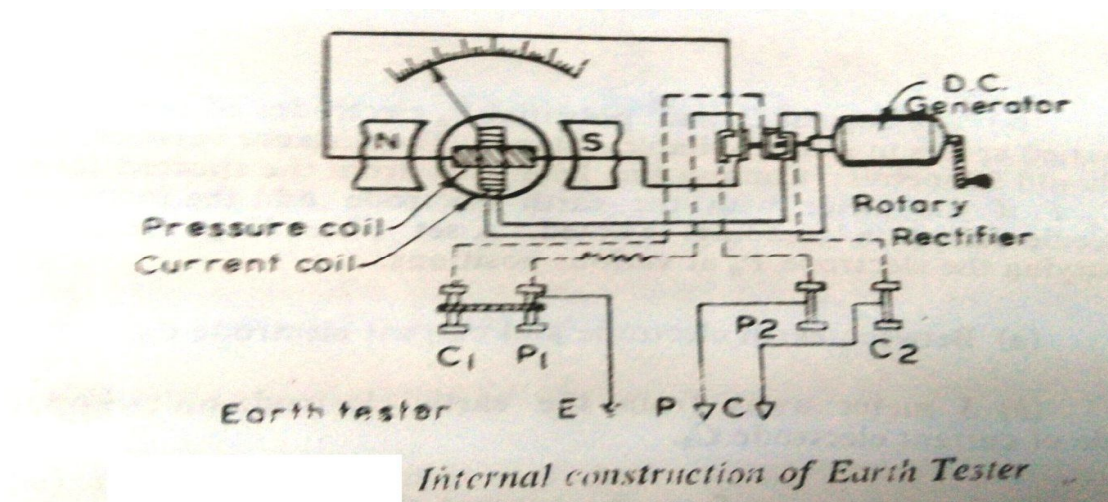 D.C.
Generator
N
S
Pressure coil
Current coil
Rotary
Rectifier
C1
P1
P2
C2
Earth tester
E
P
C
Internal construction of Earth Tester